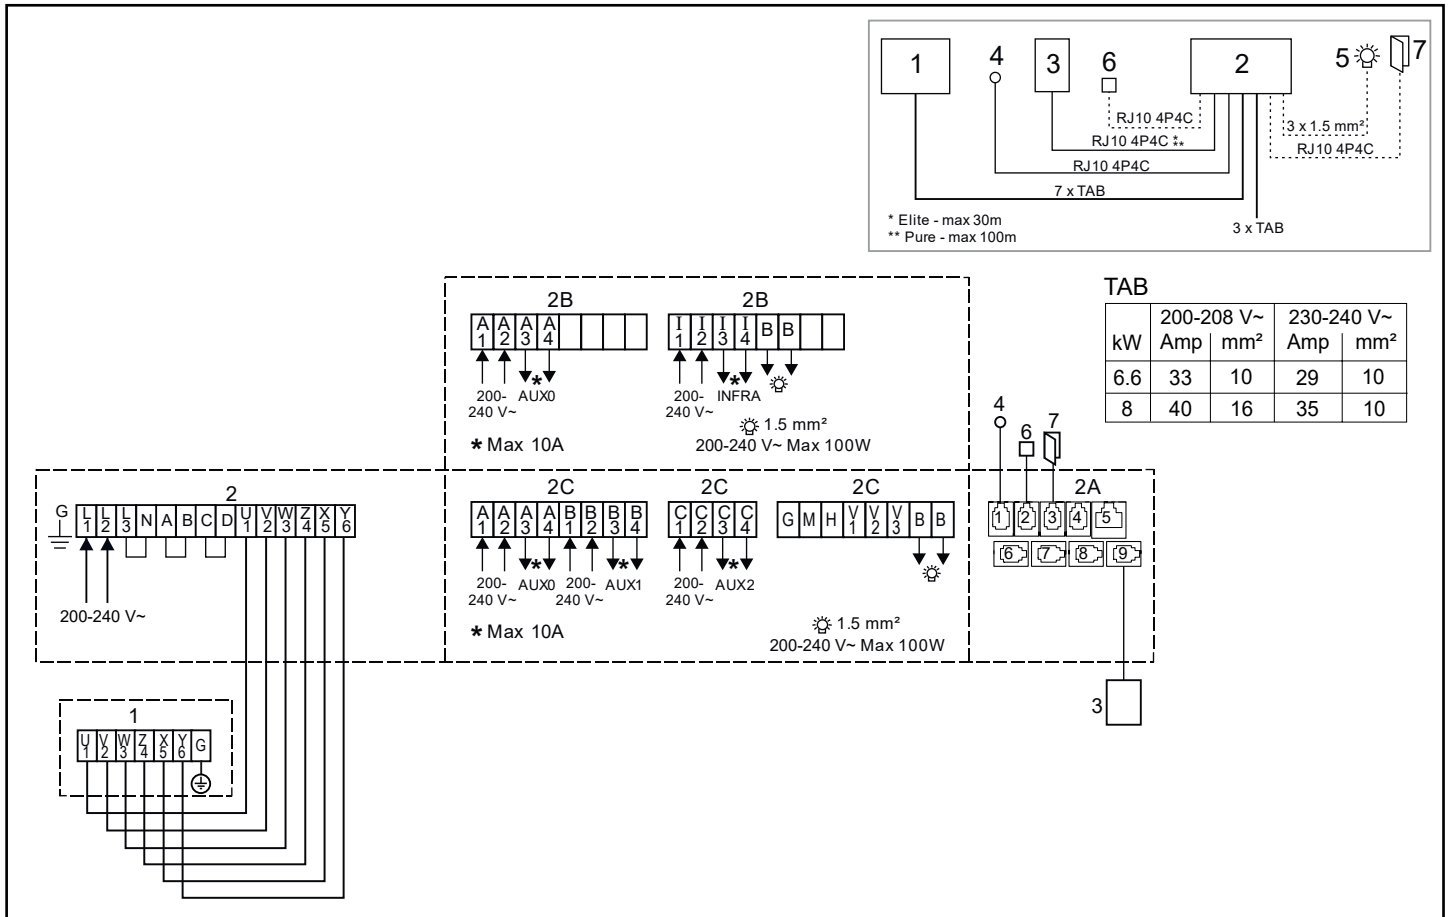 1 4 3 6 2 5 7
RJ10 4P4C
3 x 1.5 mm²
RJ10 4P4C * **
RJ10 4P4C
RJ10 4P4C
7 x TAB
3 x TAB
* Elite - max 30m
** Pure - max 100m
TAB
200-208 V~ 230-240 V~
kW Amp mm² Amp mm²
6.6 33 10 29 10
8 40 16 35 10
2B
A1 A2 A3 A4
200-240 V~
* AUX0
* Max 10A
2B
I1 I2 I3 I4 B B
200-240 V~
* INFRA
1.5 mm²
200-240 V~ Max 100W
2
G L1 L2 L3 N A B C D U1 V2 W3 Z4 X5 Y6
200-240 V~
2C
A1 A2 A3 A4 B1 B2 B3 B4
200-240 V~
* AUX0
200-240 V~
* AUX1
* Max 10A
2C
C1 C2 C3 C4
200-240 V~
* AUX2
2C
G M H V1 V2 V3 B B
1.5 mm²
200-240 V~ Max 100W
4 6 7
2A
1 2 3 4 5
6 7 8 9
3
1
U1 V2 W3 Z4 X5 Y6 G